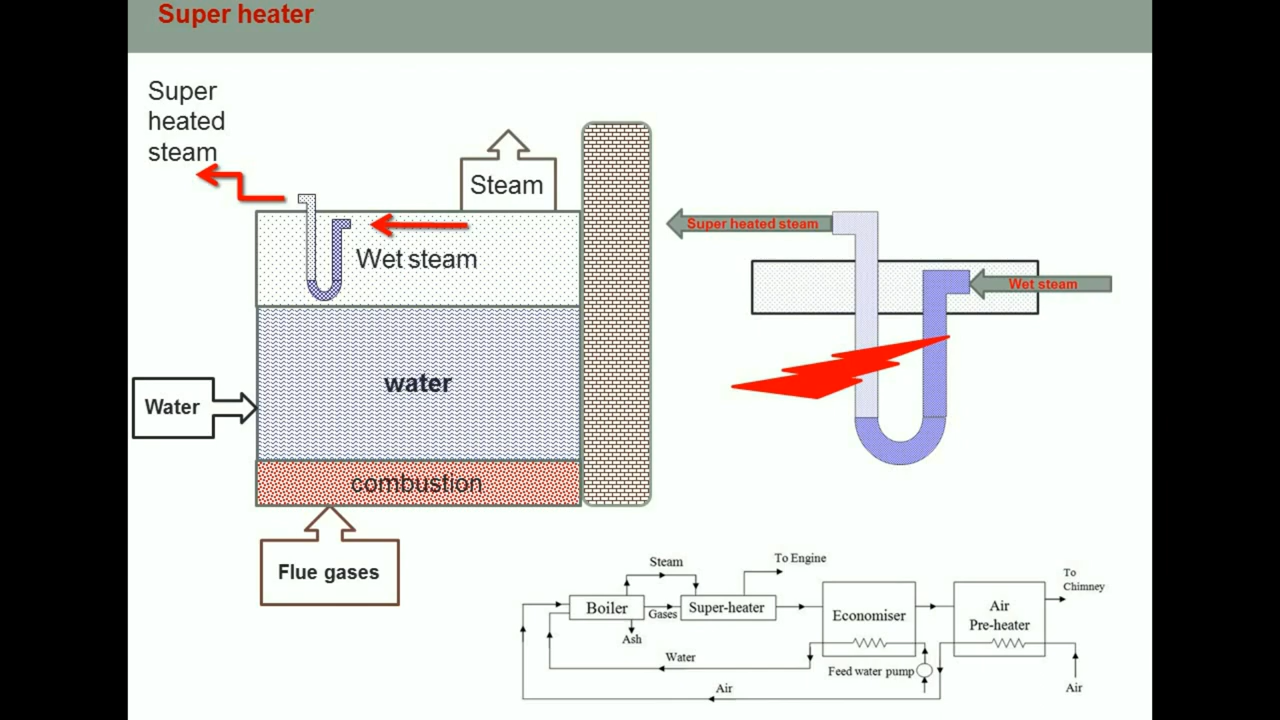 Super heater
Super
heated
steam
Steam
Wet steam
water
Water
combustion
Flue gases
Super heated steam
Wet steam
Steam
To Engine
To
Chimney
Boiler
Gases
Super-heater
Economiser
Air
Pre-heater
Ash
Water
Feed water pump
Air
Air